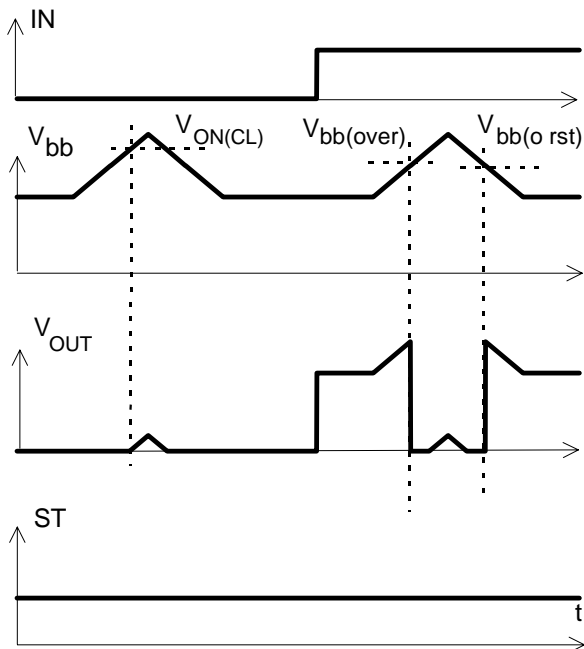 IN
Vbb
VON(CL)
Vbb(over)
Vbb(o rst)
VOUT
ST
t